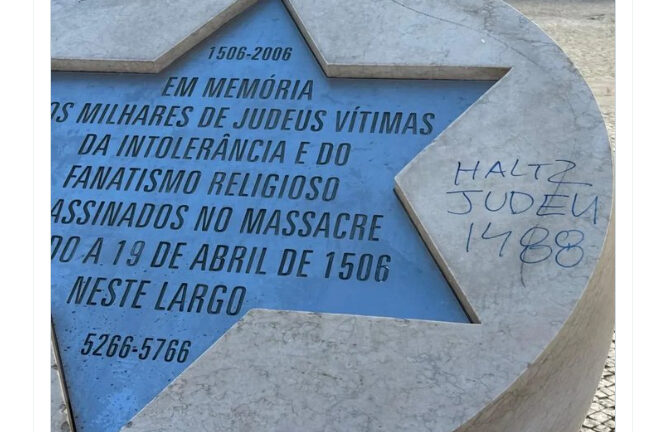 1506-2006
EM MEMÓRIA
OS MILHARES DE JUDEUS VÍTIMAS
DA INTOLERÂNCIA E DO
FANATISMO RELIGIOSO
ASSINADOS NO MASSACRE
DO A 19 DE ABRIL DE 1506
NESTE LARGO
5266-5766
HALTZ
JUDEU
1488